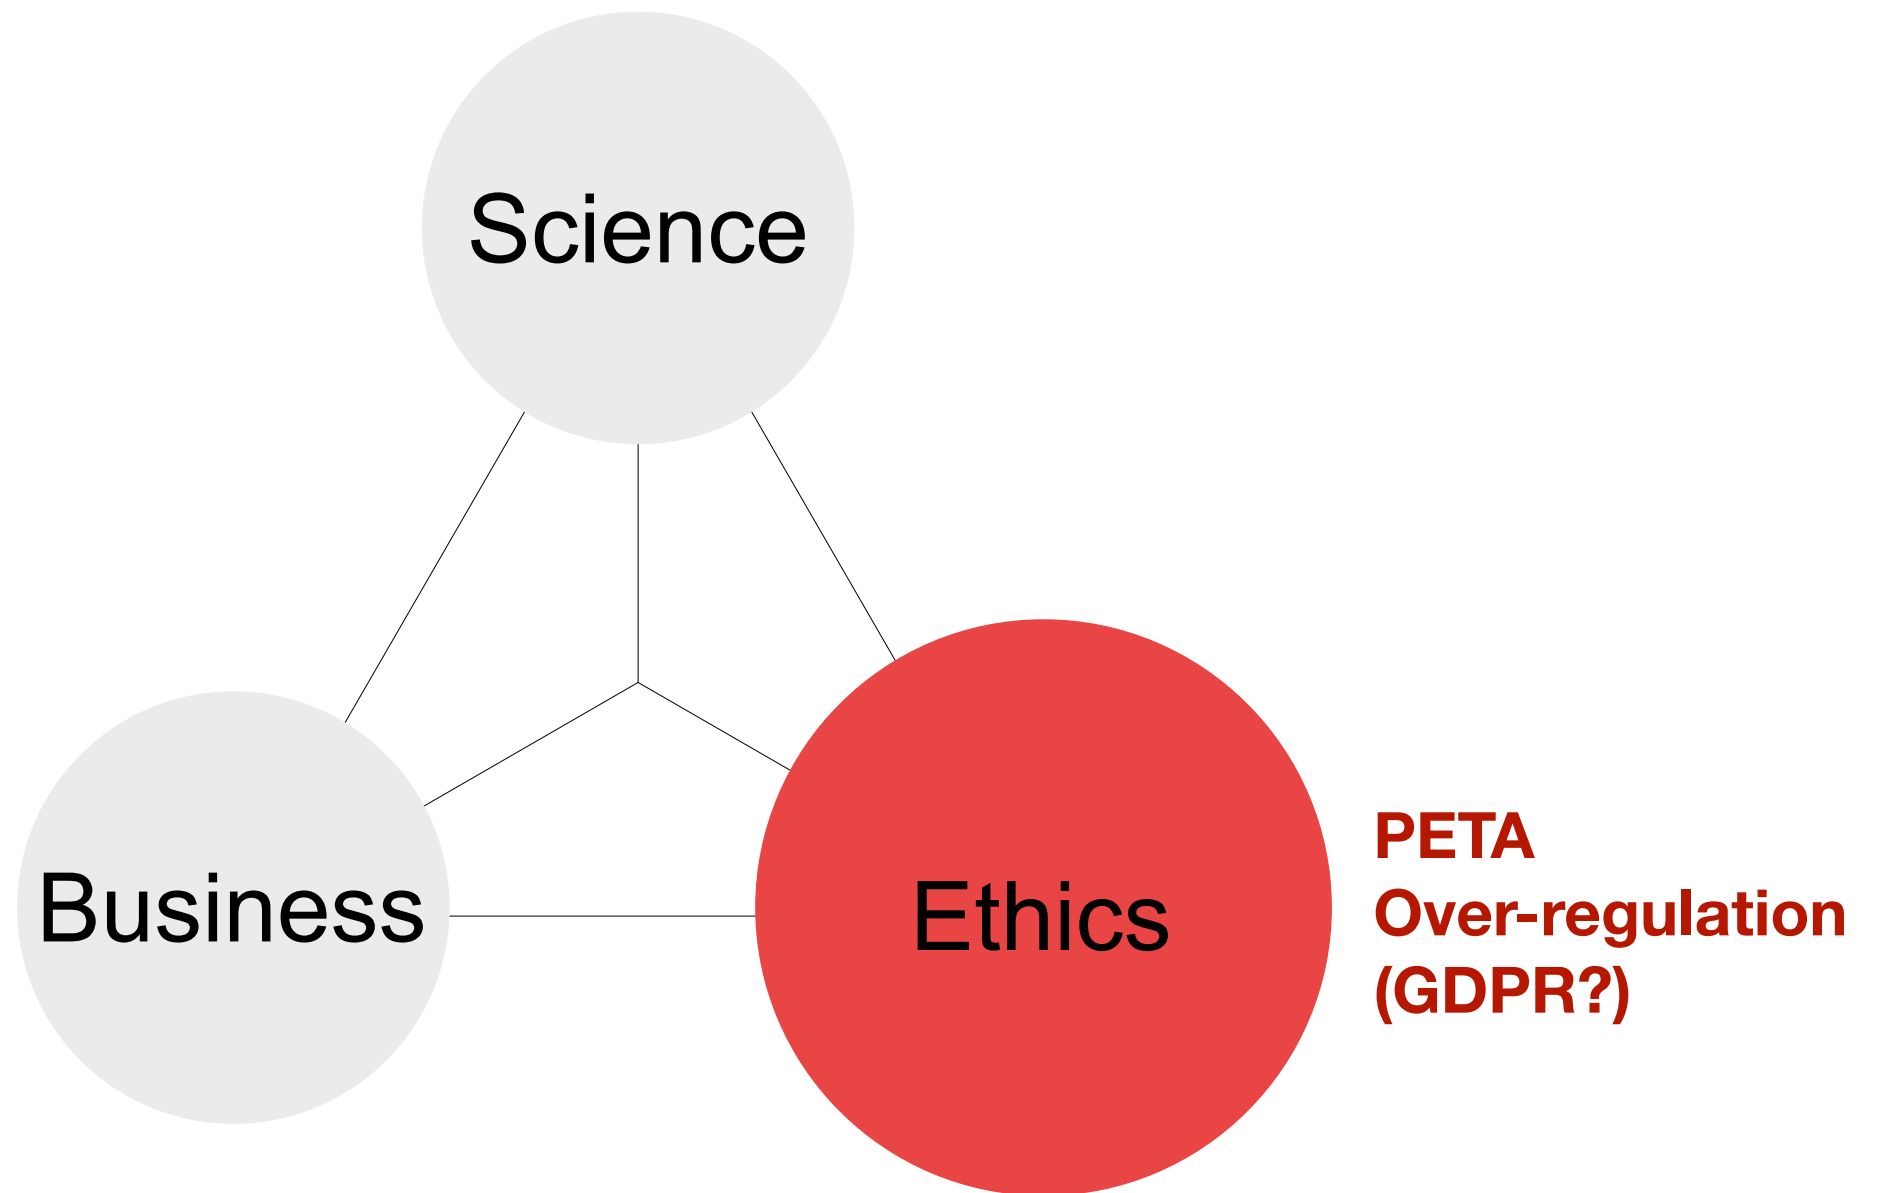 Science
Business
Ethics
PETA
Over-regulation
(GDPR?)